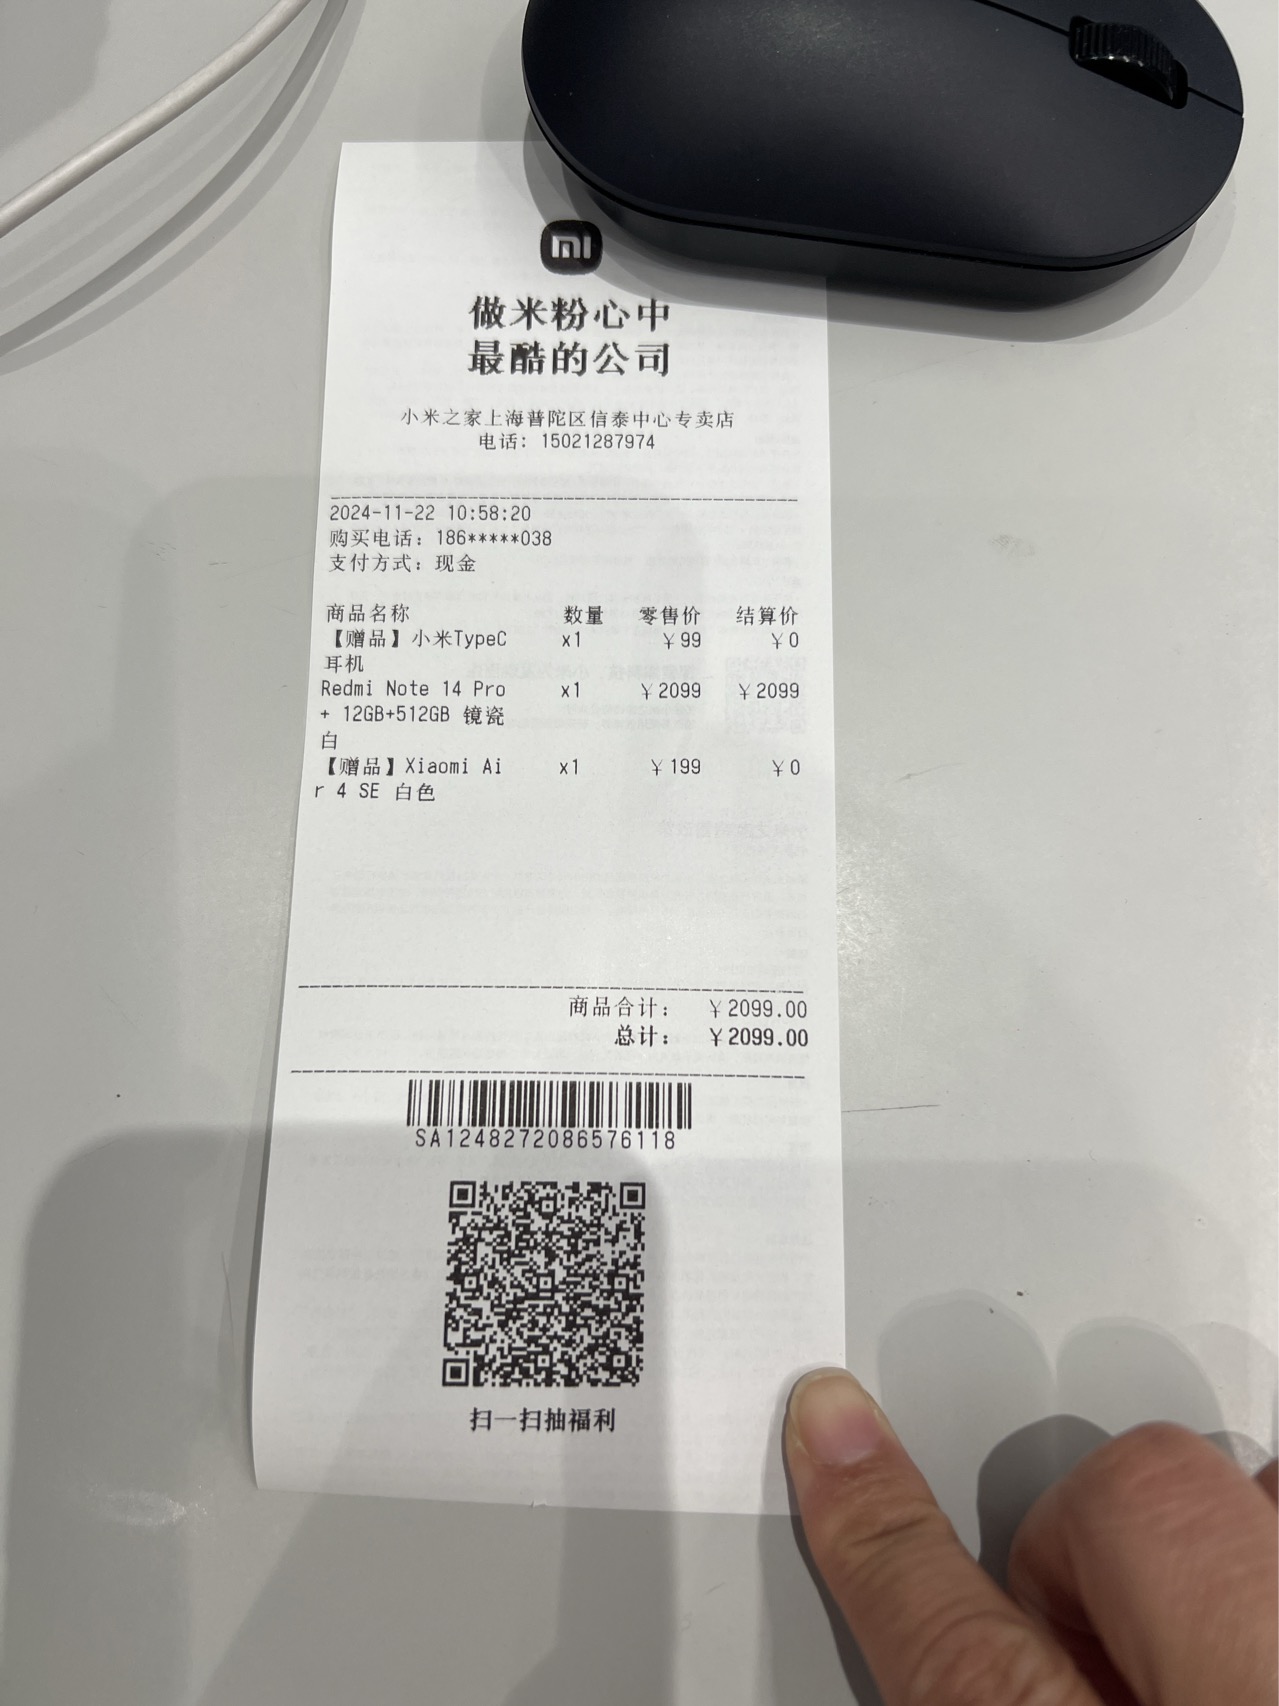 mi
做米粉心中
最酷的公司
小米之家上海普陀区信泰中心专卖店
电话: 15021287974
2024-11-22 10:58:20
购买电话: 186*****038
支付方式: 现金
商品名称 数量 零售价 结算价
【赠品】小米TypeC x1 ¥99 ¥0
耳机
Redmi Note 14 Pro x1 ¥2099 ¥2099
+ 12GB+512GB 镜瓷
白
【赠品】Xiaomi Ai x1 ¥199 ¥0
r 4 SE 白色
商品合计: ¥2099.00
总计: ¥2099.00
SA1248272086576118
扫一扫抽福利